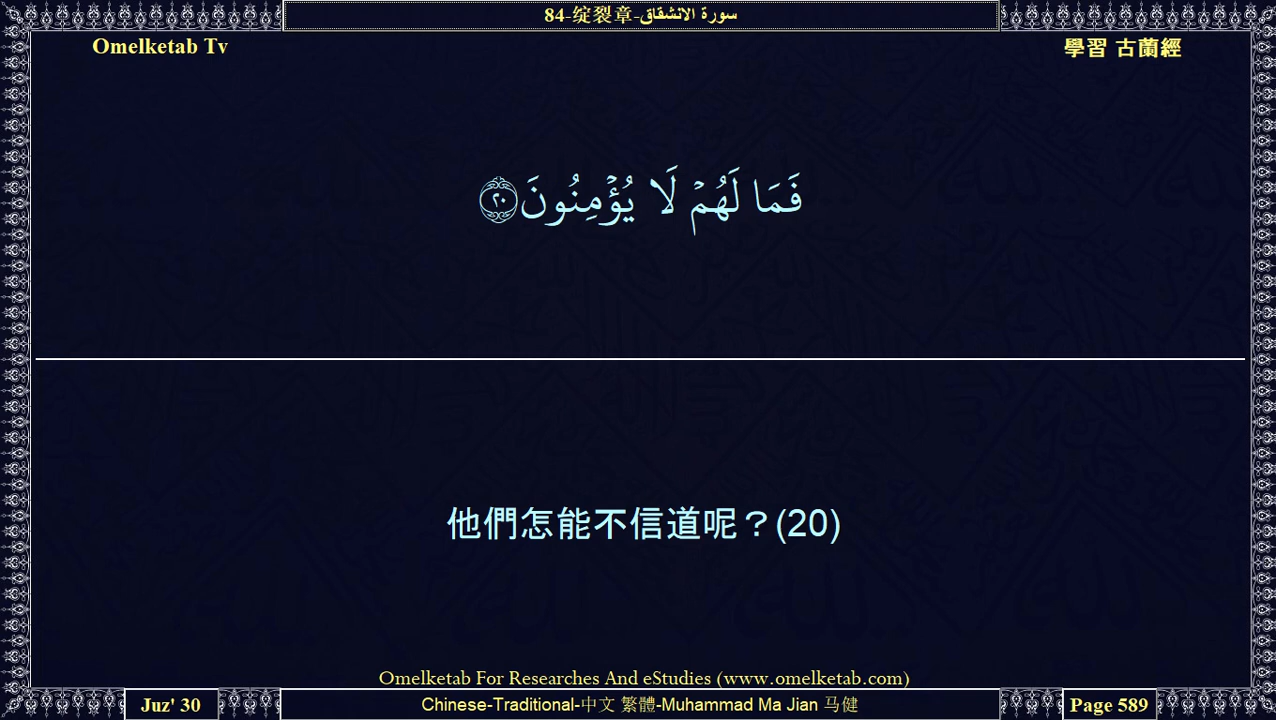 84-绽裂章-سورة الانشقاق
Omelketab Tv
學習 古蘭經
فَمَا لَهُمۡ لَا يُؤۡمِنُونَ ۝٢٠
他們怎能不信道呢？(20)
Omelketab For Researches And eStudies (www.omelketab.com)
Juz' 30
Chinese-Traditional-中文 繁體-Muhammad Ma Jian 马健
Page 589